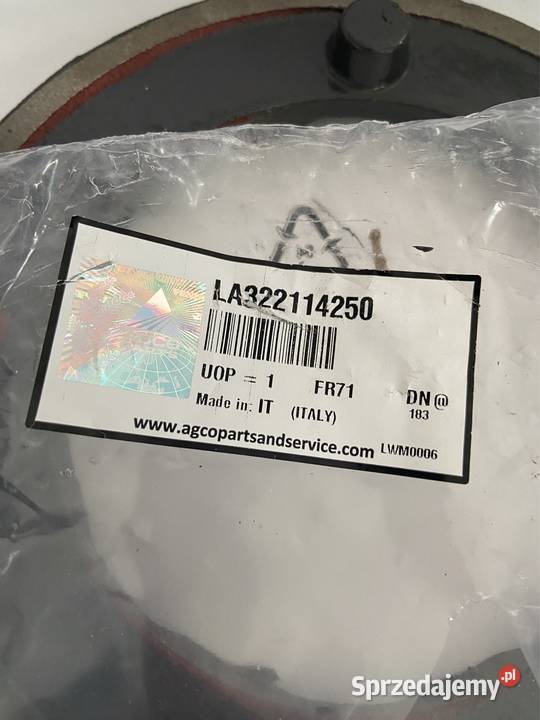 LA322114250
UOP = 1 FR71 DN@
Made in: IT (ITALY) 183
www.agcopartsandservice.com LWM0006
Sprzedajemy.pl